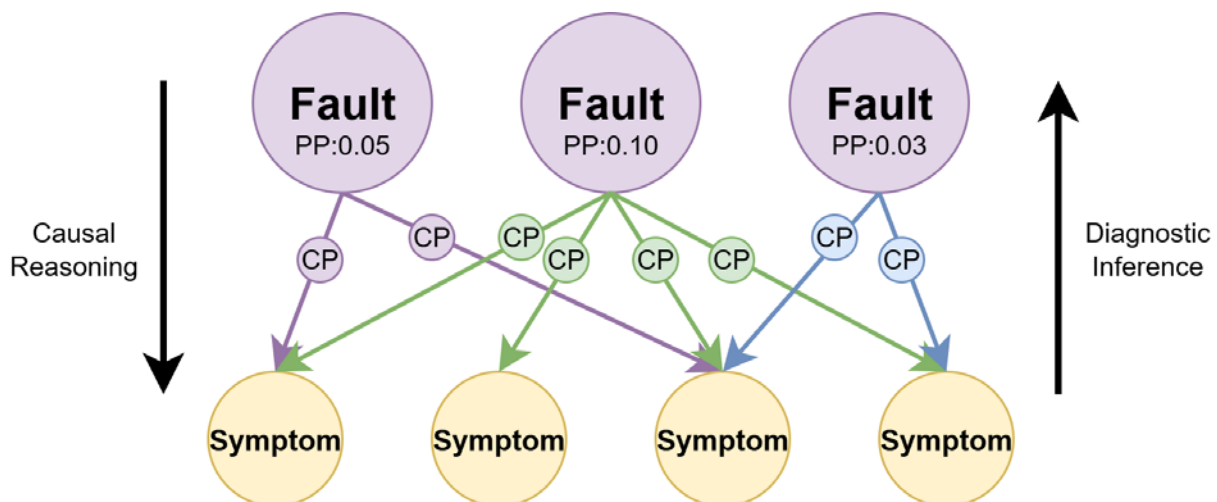 Fault
PP:0.05
Fault
PP:0.10
Fault
PP:0.03
Causal
Reasoning
CP
CP
CP
CP
CP
CP
CP
CP
Diagnostic
Inference
Symptom
Symptom
Symptom
Symptom